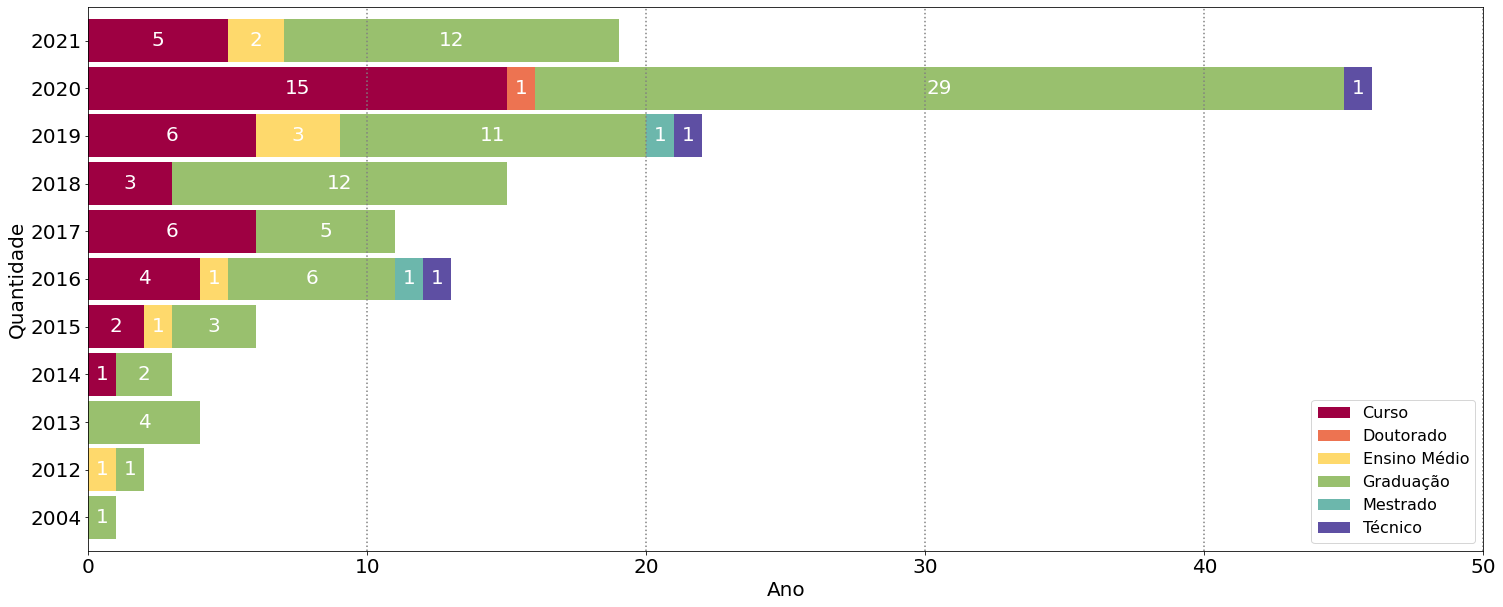 Quantidade
2021 5 2 12
2020 15 1 29 1
2019 6 3 11 1 1
2018 3 12
2017 6 5
2016 4 1 6 1 1
2015 2 1 3
2014 1 2
2013 4
2012 1 1
2004 1
0 10 20 30 40 50
Ano
Curso
Doutorado
Ensino Médio
Graduação
Mestrado
Técnico